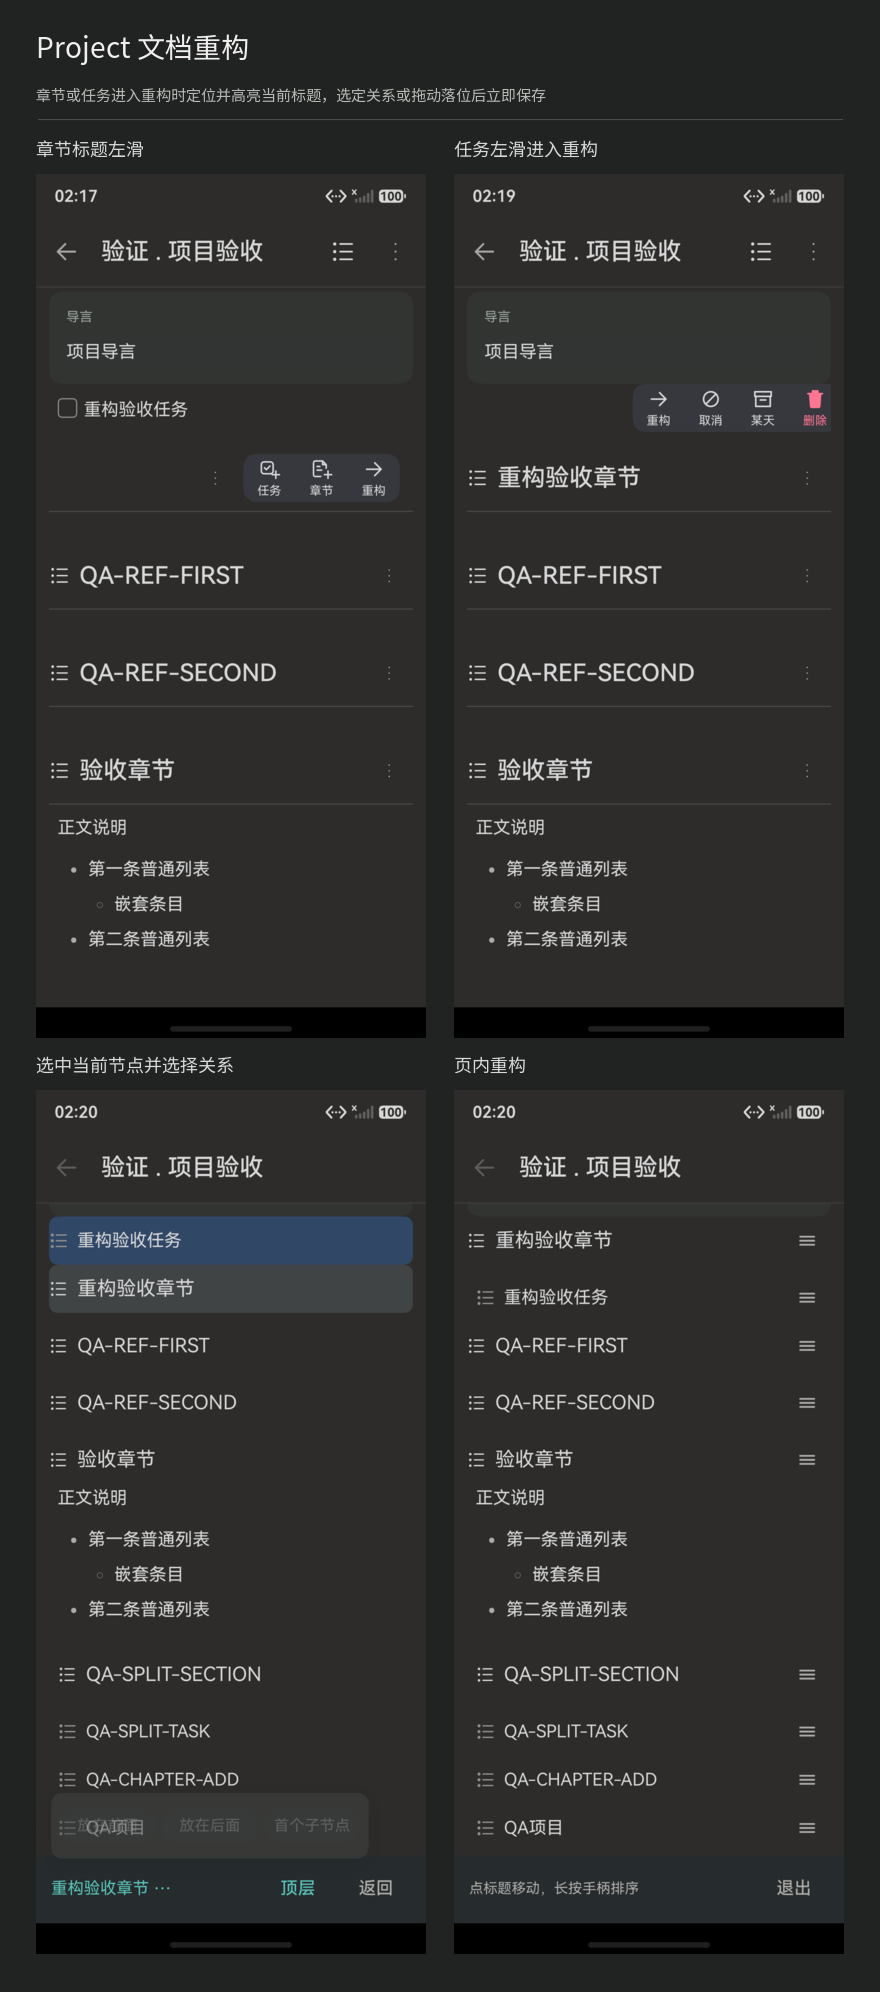 Project 文档重构
章节或任务进入重构时定位并高亮当前标题，选定关系或拖动落位后立即保存
章节标题左滑
02:17
100
验证 . 项目验收
导言
项目导言
重构验收任务
任务 章节 重构
QA-REF-FIRST
QA-REF-SECOND
验收章节
正文说明
第一条普通列表
嵌套条目
第二条普通列表
任务左滑进入重构
02:19
100
验证 . 项目验收
导言
项目导言
重构 取消 某天 删除
重构验收章节
QA-REF-FIRST
QA-REF-SECOND
验收章节
正文说明
第一条普通列表
嵌套条目
第二条普通列表
选中当前节点并选择关系
02:20
100
验证 . 项目验收
重构验收任务
重构验收章节
QA-REF-FIRST
QA-REF-SECOND
验收章节
正文说明
第一条普通列表
嵌套条目
第二条普通列表
QA-SPLIT-SECTION
QA-SPLIT-TASK
QA-CHAPTER-ADD
QA项目
放在后面 首个子节点
重构验收章节 ··· 顶层 返回
页内重构
02:20
100
验证 . 项目验收
重构验收章节
重构验收任务
QA-REF-FIRST
QA-REF-SECOND
验收章节
正文说明
第一条普通列表
嵌套条目
第二条普通列表
QA-SPLIT-SECTION
QA-SPLIT-TASK
QA-CHAPTER-ADD
QA项目
点标题移动，长按手柄排序 退出